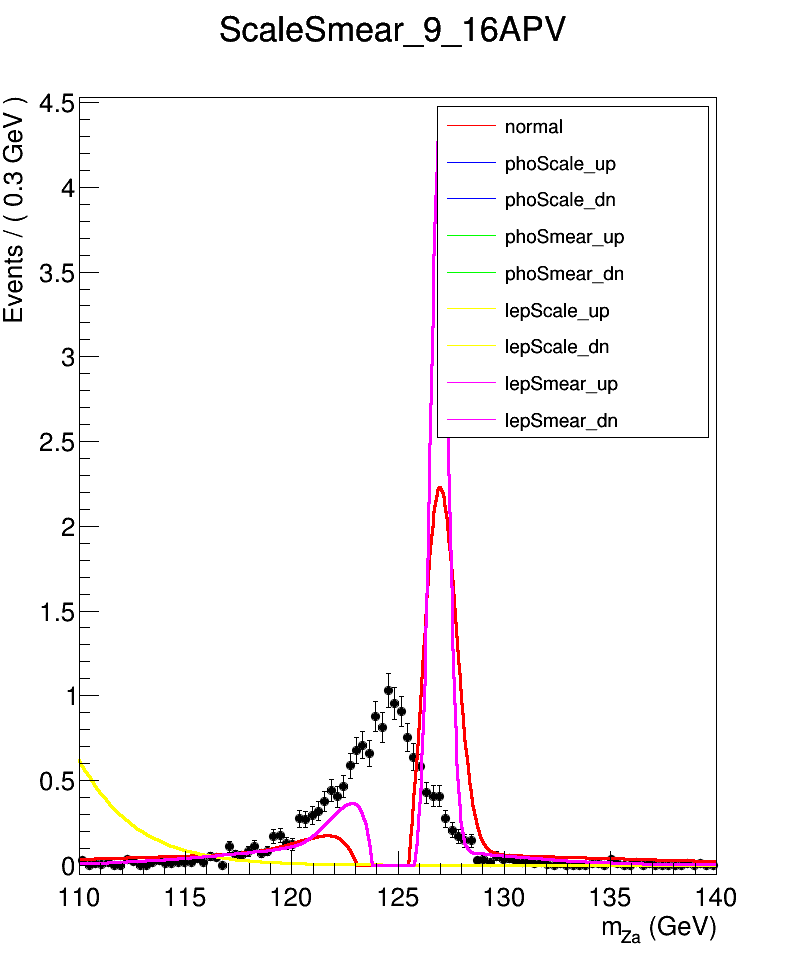 ScaleSmear_9_16APV
Events / ( 0.3 GeV )
4.5
4
3.5
3
2.5
2
1.5
1
0.5
0
normal
phoScale_up
phoScale_dn
phoSmear_up
phoSmear_dn
lepScale_up
lepScale_dn
lepSmear_up
lepSmear_dn
110 115 120 125 130 135 140
m_Za (GeV)